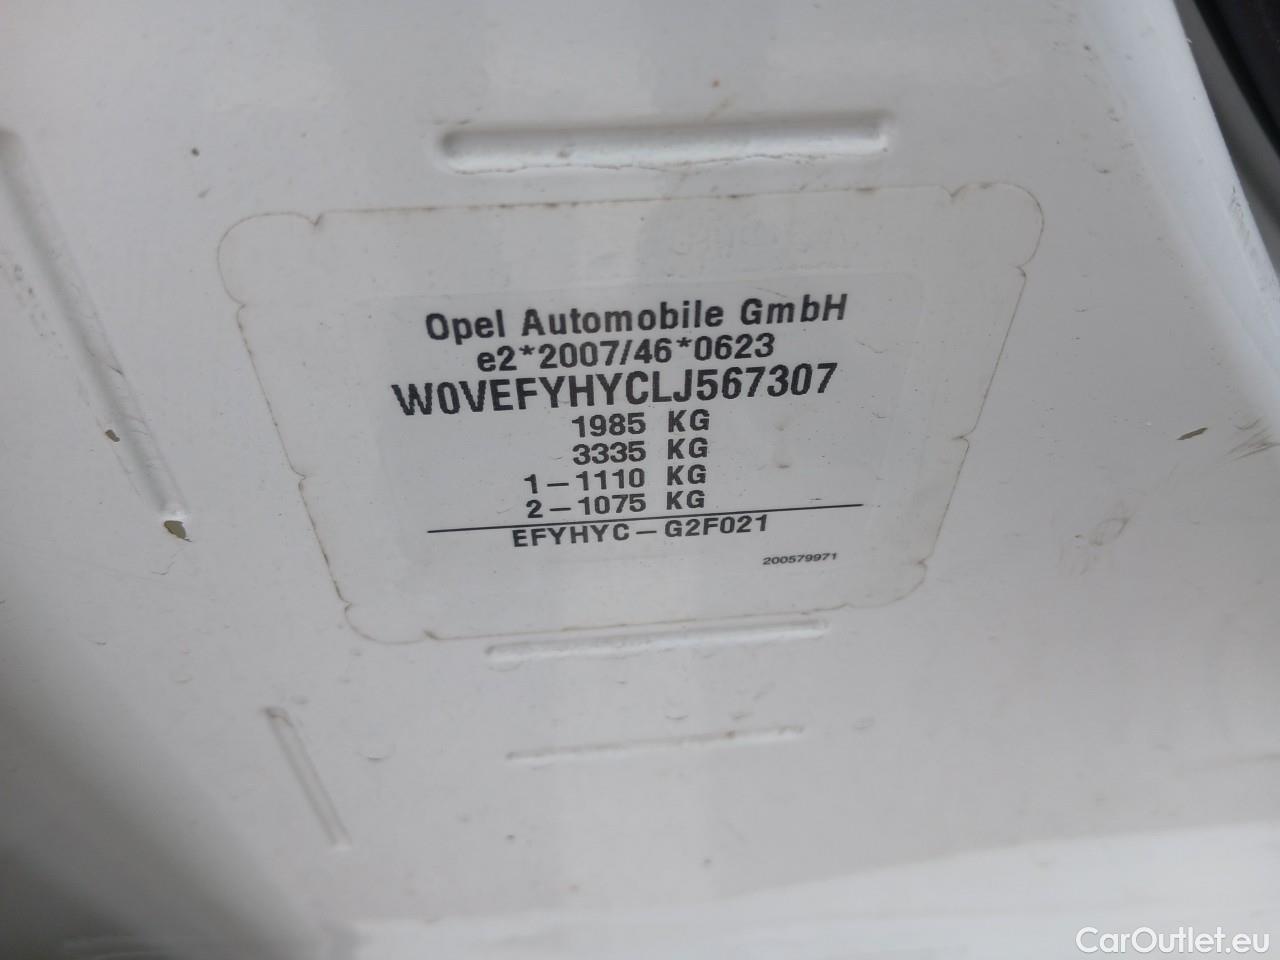 Opel Automobile GmbH
e2*2007/46*0623
W0VEFYHYCLJ567307
1985 KG
3335 KG
1-1110 KG
2-1075 KG
EFYHYC-G2F021
200579971
CarOutlet.eu